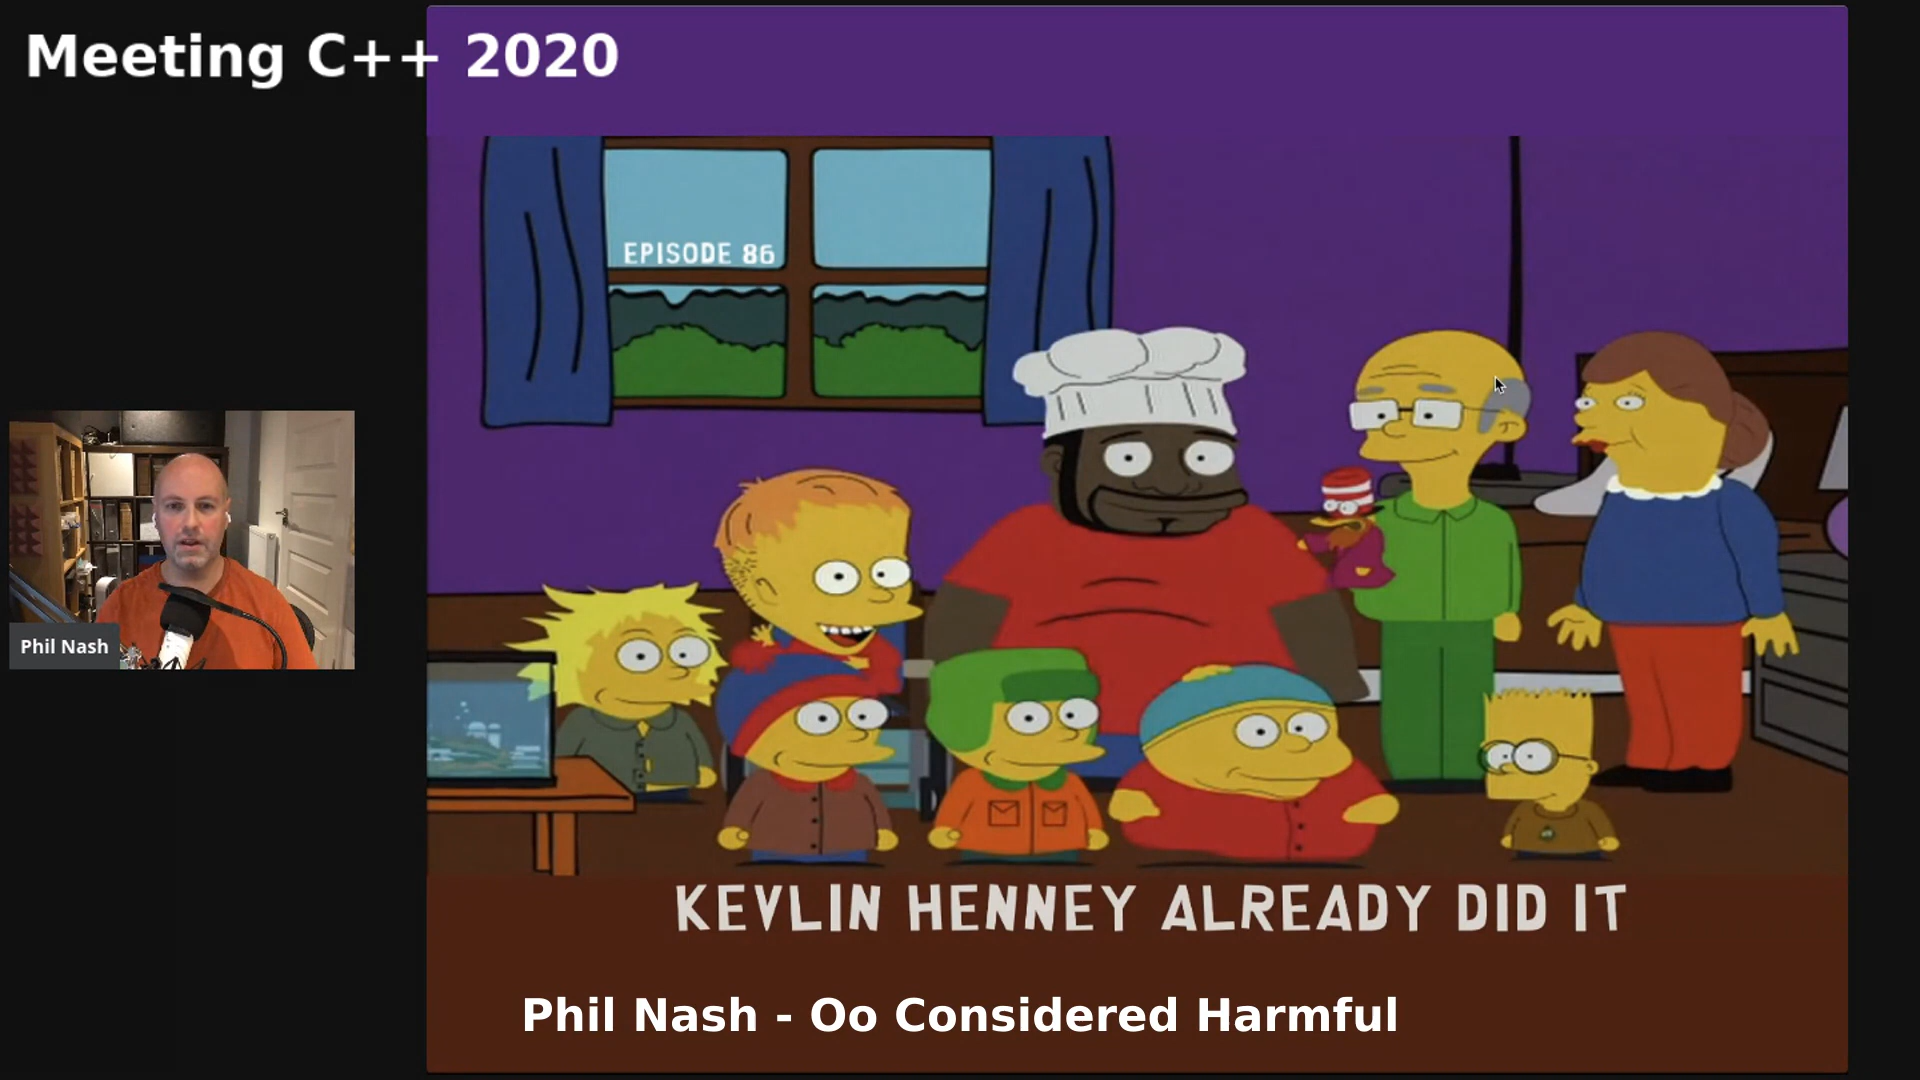 Meeting C++ 2020
EPISODE 86
Phil Nash
KEVLIN HENNEY ALREADY DID IT
Phil Nash - Oo Considered Harmful